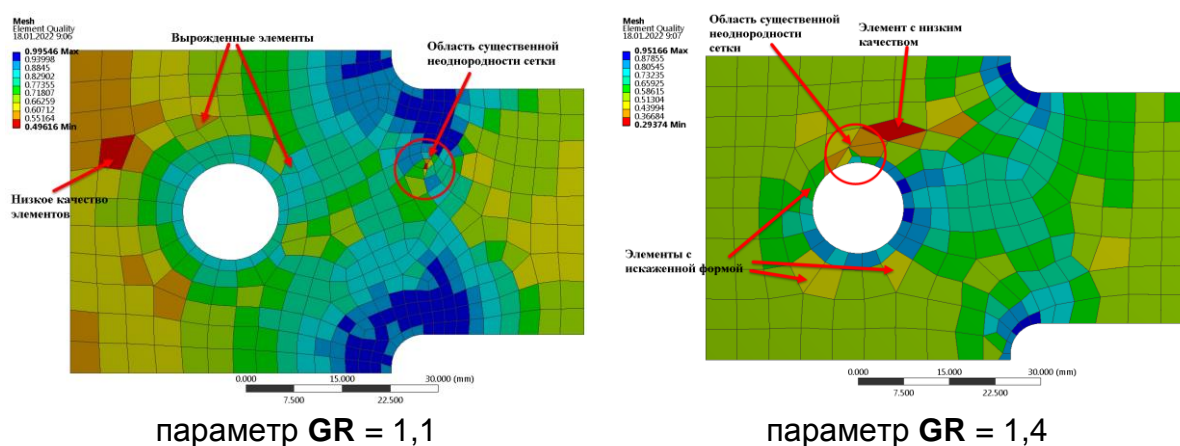 Mesh
Element Quality
18.01.2022 9:06
0.99546 Max
0.93998
0.8845
0.82902
0.77355
0.71807
0.66259
0.60712
0.55164
0.49616 Min
Вырожденные элементы
Область существенной
неоднородности сетки
Низкое качество
элементов
0.000
15.000
30.000 (mm)
7.500
22.500
параметр GR = 1,1
Mesh
Element Quality
18.01.2022 9:07
0.95166 Max
0.87855
0.80545
0.73235
0.65925
0.58615
0.51304
0.43994
0.36684
0.29374 Min
Область существенной
неоднородности
сетки
Элемент с низким
качеством
Элементы с
искаженной формой
0.000
15.000
30.000 (mm)
7.500
22.500
параметр GR = 1,4